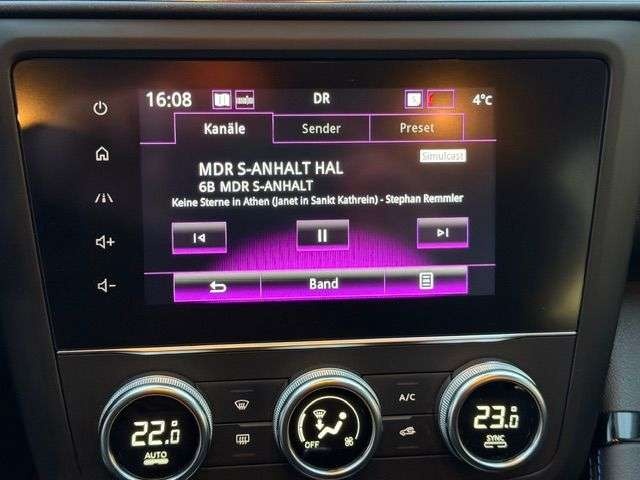 16:08
DR
4°C
Kanäle
Sender
Preset
Simulcast
MDR S-ANHALT HAL
6B MDR S-ANHALT
Keine Sterne in Athen (Janet in Sankt Kathrein) - Stephan Remmler
Band
22.0
AUTO
OFF
A/C
23.0
SYNC